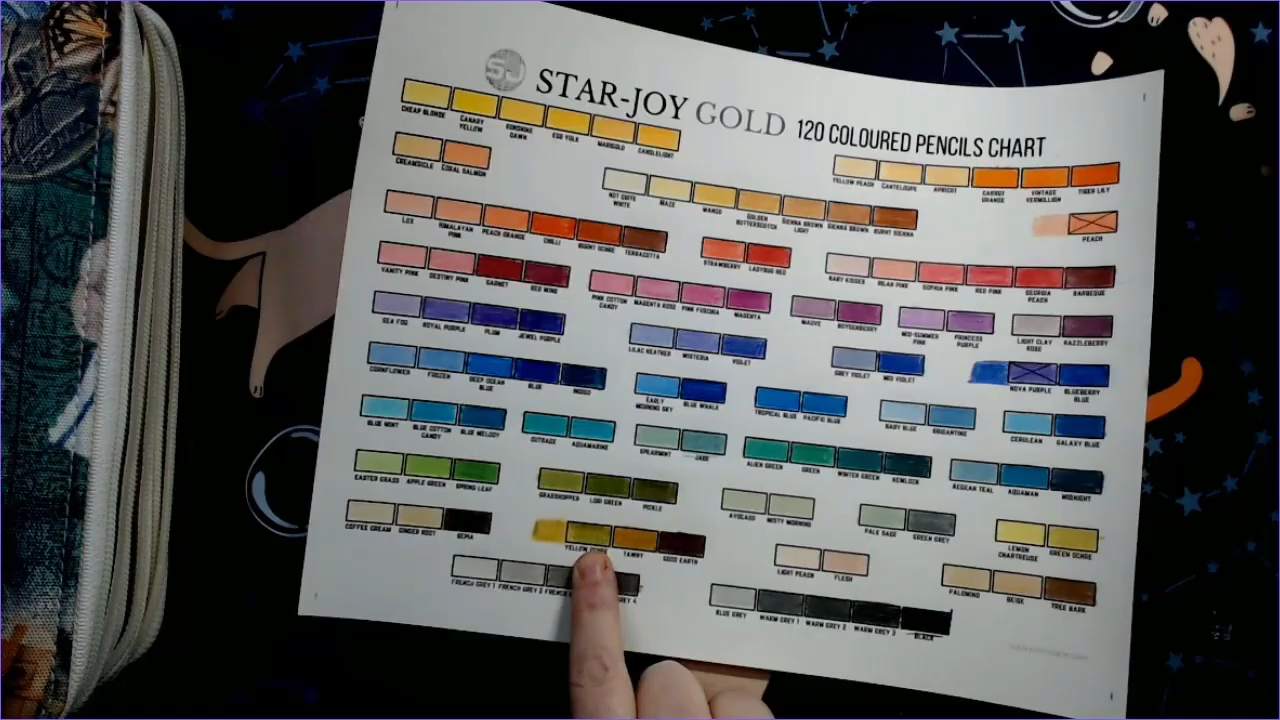 SJ STAR-JOY GOLD 120 COLOURED PENCILS CHART
CHEAP BLONDE CANARY YELLOW SUNSHINE DAWN EGG YOLK MARIGOLD CANDLELIGHT
YELLOW PEACH CANTELOUPE APRICOT CARROT ORANGE VINTAGE VERMILLION TIGER LILY
CREAMSICLE CORAL SALMON
NOT QUITE WHITE MAZE MANGO GOLDEN BUTTERSCOTCH SIENNA BROWN LIGHT SIENNA BROWN BURNT SIENNA
PEACH
LOX HIMALAYAN PINK PEACH ORANGE CHILLI BURNT OCHRE TERRACOTTA
STRAWBERRY LADYBUG RED
BABY KISSES BLAR PINK SOPHIA PINK RED PINK GEORGIA PEACH BARBEQUE
VANITY PINK DESTINY PINK GARNET RED WINE
PINK COTTON CANDY MAGENTA ROSE PINK FUSCHIA MAGENTA
MAUVE BOYSENBERRY
MID-SUMMER PINK PRINCESS PURPLE
LIGHT CLAY ROSE RAZZLEBERRY
SEA FOG ROYAL PURPLE PLUM JEWEL PURPLE
LILAC HEATHER WISTERIA VIOLET
GREY VIOLET MID VIOLET
NOVA PURPLE BLUEBERRY BLUE
CORNFLOWER FROZEN DEEP OCEAN BLUE BLUE INDIGO
EARLY MORNING SKY BLUE WHALE
TROPICAL BLUE PACIFIC BLUE
BABY BLUE BRIGANTINE
CERULEAN GALAXY BLUE
BLUE MINT BLUE COTTON CANDY BLUE MELODY
OUTRAGE AQUAMARINE
SPEARMINT JADE
ALIEN GREEN GREEN WINTER GREEN HEMLOCK
AEGEAN TEAL AQUAMAN MIDNIGHT
EASTER GRASS APPLE GREEN SPRING LEAF
GRASSHOPPER LORI GREEN PICKLE
AVGLASS MISTY MORNING
PALE SAGE GREEN GREY
LEMON CHARTREUSE GREEN OCHRE
COFFEE CREAM GINGER ROOT SEPIA
YELLOW TAWNY GOOD EARTH
LIGHT PEACH FLESH
PALOMINO BEIGE TREE BARK
FRENCH GREY 1 FRENCH GREY 2
BLUE GREY WARM GREY 1 WARM GREY 2 WARM GREY 3 BLACK